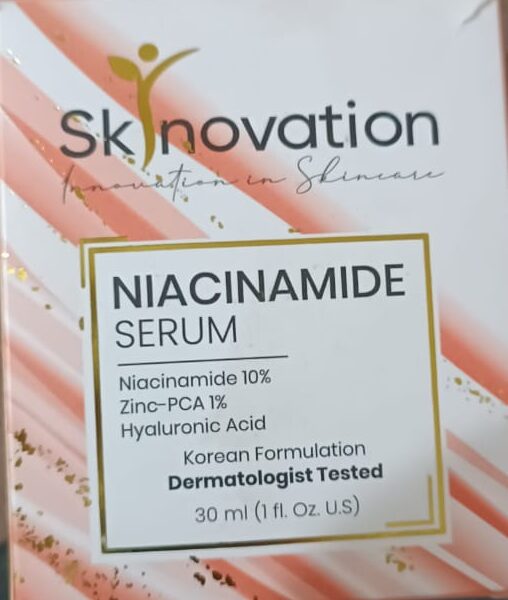 Skinovation
Innovation in Skincare
NIACINAMIDE
SERUM
Niacinamide 10%
Zinc-PCA 1%
Hyaluronic Acid
Korean Formulation
Dermatologist Tested
30 ml (1 fl. Oz. U.S)